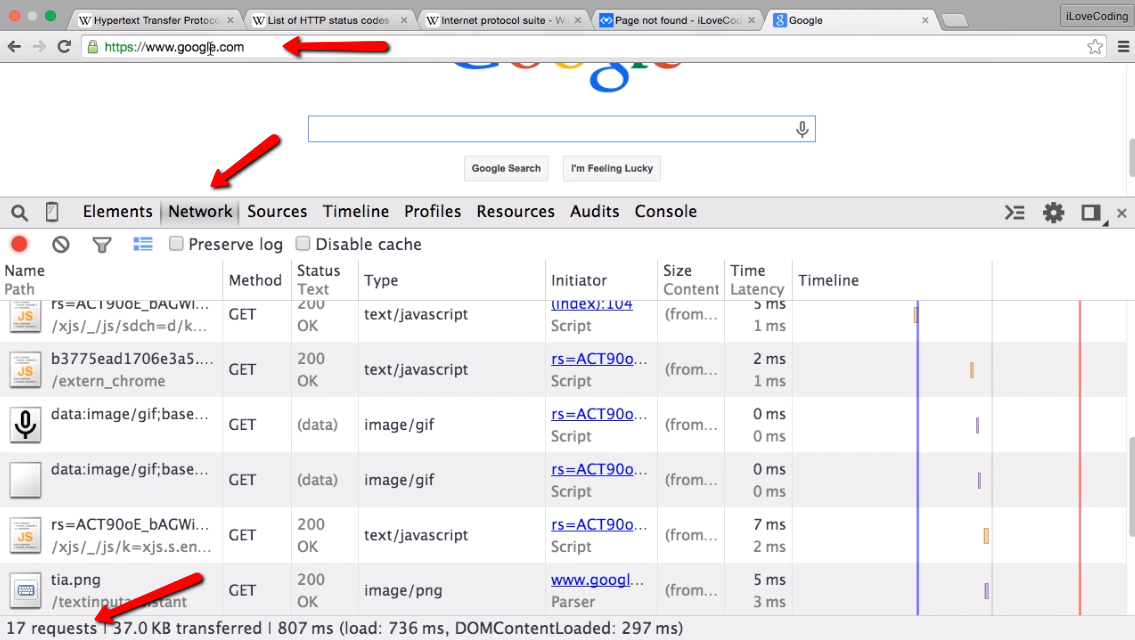 Hypertext Transfer Protoco
List of HTTP status codes
Internet protocol suite - Wi
Page not found - iLoveCod
Google
iLoveCoding
https://www.google.com
Google Search
I'm Feeling Lucky
Elements Network Sources Timeline Profiles Resources Audits Console
Preserve log Disable cache
Name
Path
Method
Status
Text
Type
Initiator
Size
Content
Time
Latency
Timeline
JS
rs=ACT90oE_bAGWi...
/xjs/_/js/sdch=d/k...
GET
200
OK
text/javascript
(index):104
Script
(from...
5 ms
1 ms
JS
b3775ead1706e3a5....
/extern_chrome
GET
200
OK
text/javascript
rs=ACT90o...
Script
(from...
2 ms
1 ms
data:image/gif;base...
GET
(data)
image/gif
rs=ACT90o...
Script
(from...
0 ms
0 ms
data:image/gif;base...
GET
(data)
image/gif
rs=ACT90o...
Script
(from...
0 ms
0 ms
JS
rs=ACT90oE_bAGWi...
/xjs/_/js/k=xjs.s.en...
GET
200
OK
text/javascript
rs=ACT90o...
Script
(from...
7 ms
2 ms
tia.png
/textinputassistant
GET
200
OK
image/png
www.googl...
Parser
(from...
5 ms
3 ms
17 requests | 37.0 KB transferred | 807 ms (load: 736 ms, DOMContentLoaded: 297 ms)